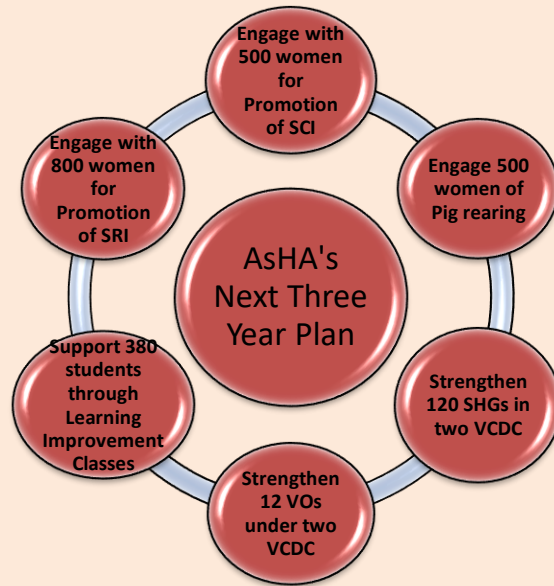 Engage with
500 women
for
Promotion
of SCI
Engage 500
women of
Pig rearing
Strengthen
120 SHGs in
two VCDC
Strengthen
12 VOs
under two
VCDC
Support 380
students
through
Learning
Improvement
Classes
Engage with
800 women
for
Promotion
of SRI
AsHA's
Next Three
Year Plan